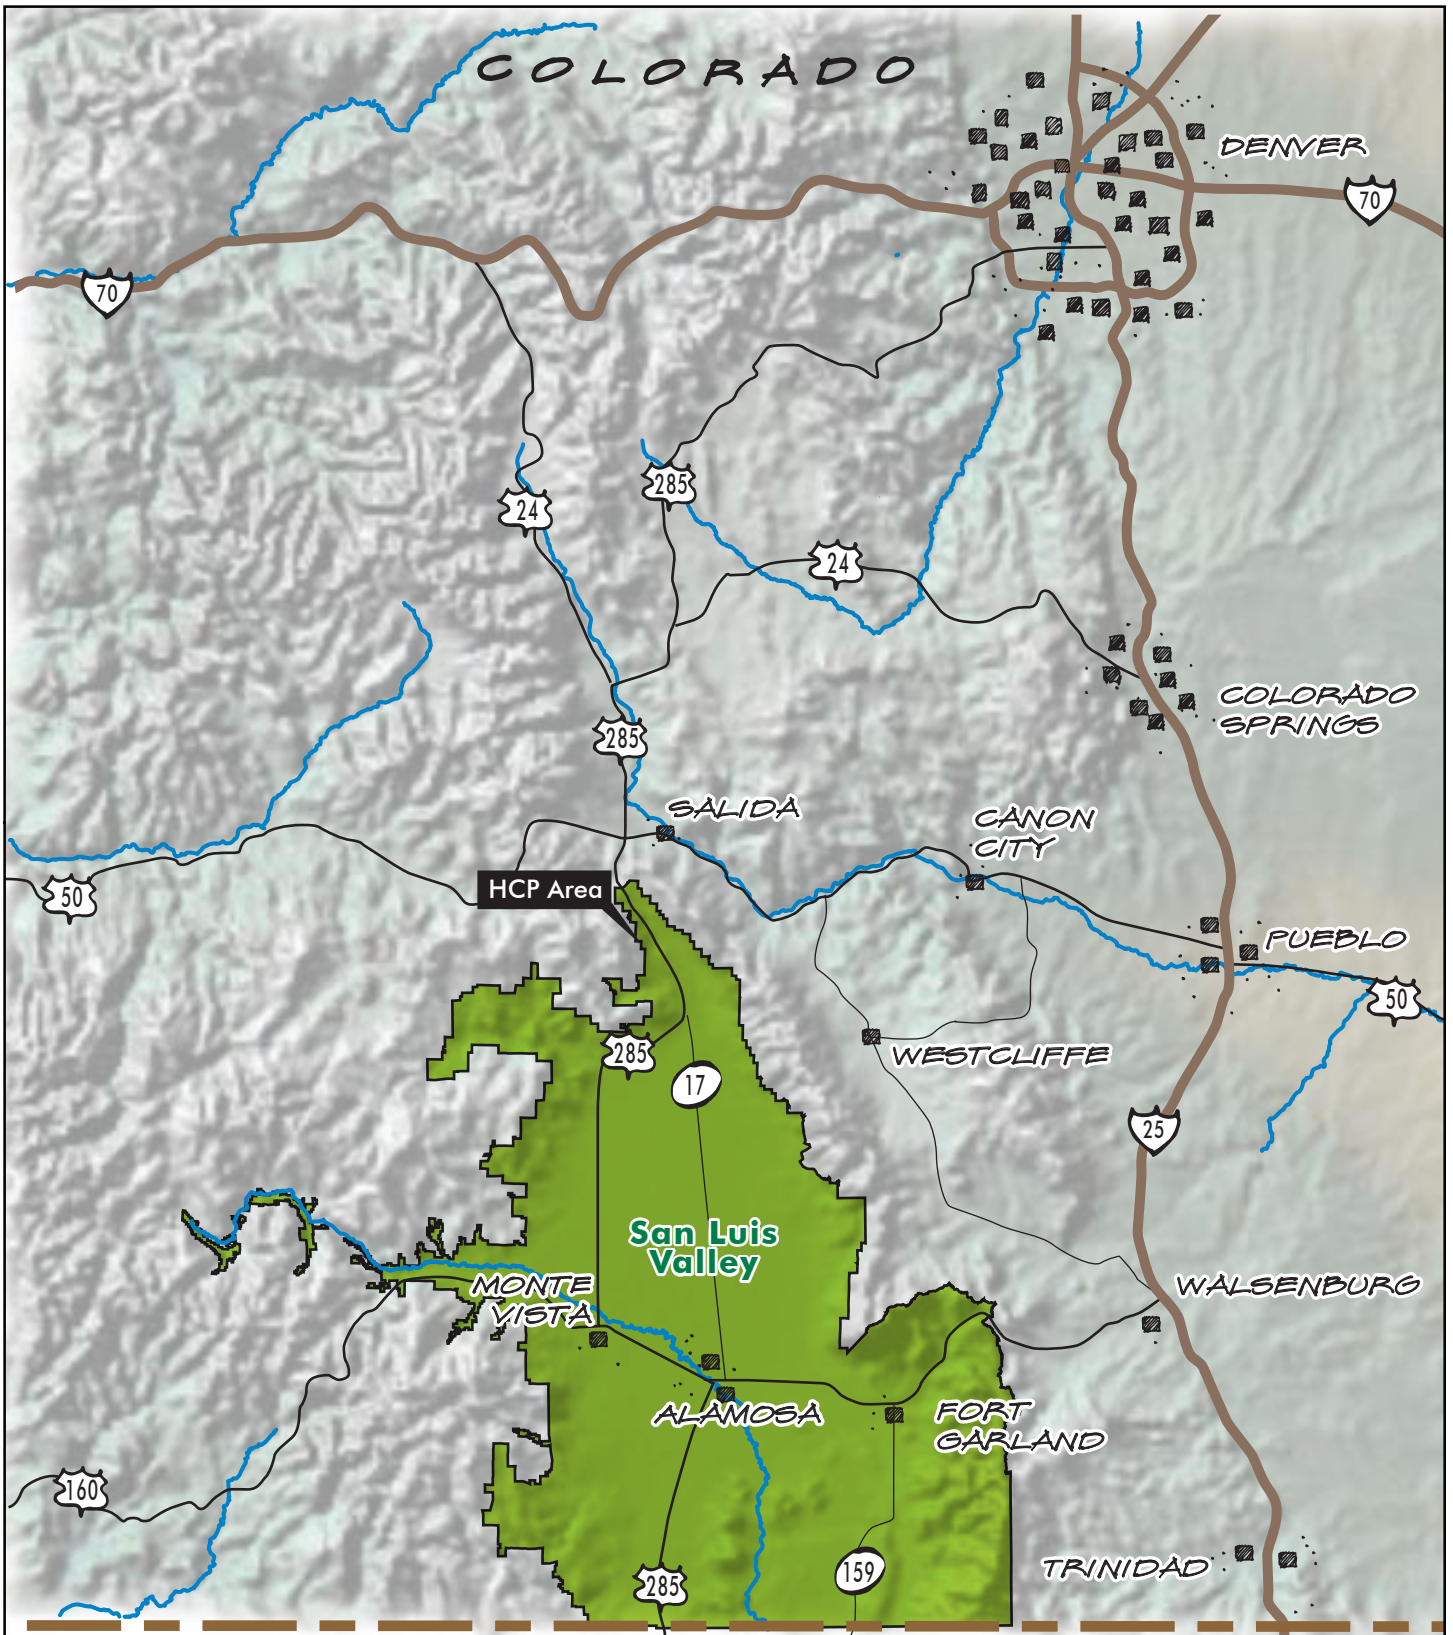 COLORADO
DENVER
70
70
285
24
24
COLORADO
SPRINGS
285
SALIDA
CANON
CITY
HCP Area
50
PUEBLO
50
285
WESTCLIFFE
17
25
San Luis
Valley
MONTE
VISTA
WALSENBURG
ALAMOSA
FORT
GARLAND
160
285
159
TRINIDAD